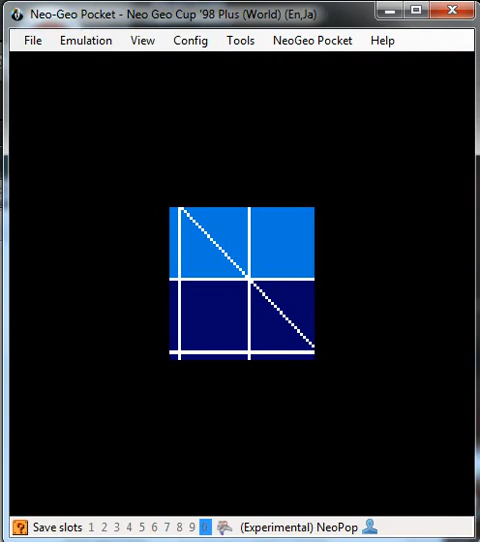 Neo-Geo Pocket - Neo Geo Cup '98 Plus (World) (En,Ja)
File Emulation View Config Tools NeoGeo Pocket Help
Save slots 1 2 3 4 5 6 7 8 9 0 (Experimental) NeoPop